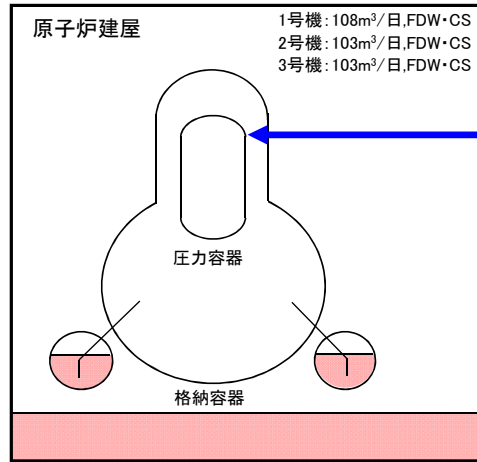 原子炉建屋
1号機:108m³/日,FDW・CS
2号機:103m³/日,FDW・CS
3号機:103m³/日,FDW・CS
圧力容器
格納容器